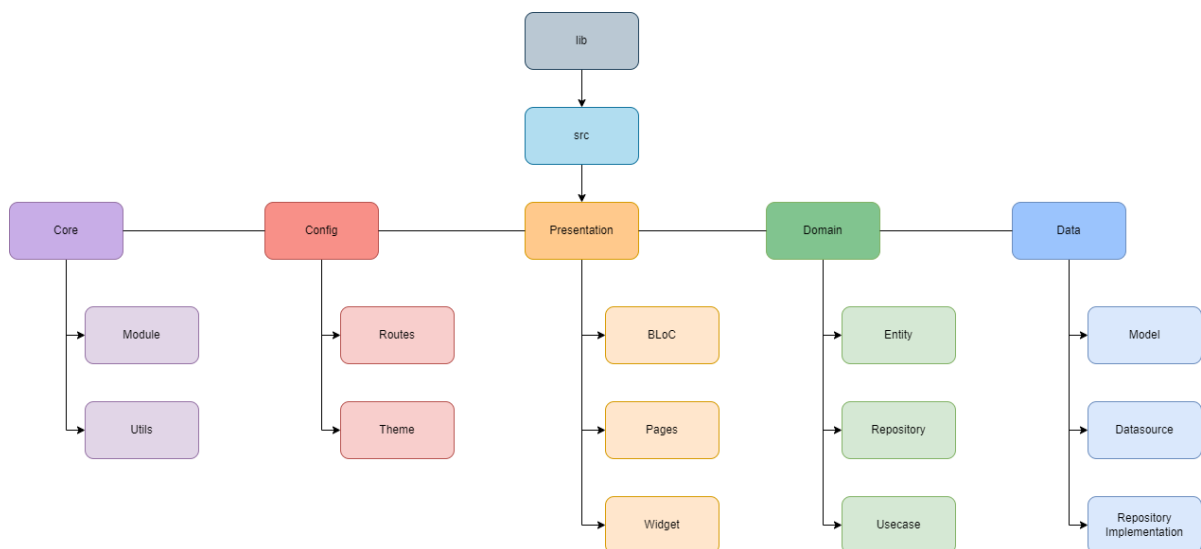 lib
src
Core
Config
Presentation
Domain
Data
Module
Routes
BLoC
Entity
Model
Utils
Theme
Pages
Repository
Datasource
Widget
Usecase
Repository
Implementation